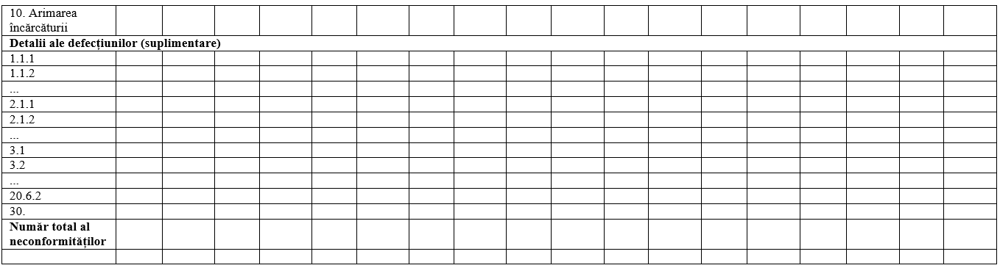 10. Arimarea
încărcăturii
Detalii ale defecțiunilor (suplimentare)
1.1.1
1.1.2
...
2.1.1
2.1.2
...
3.1
3.2
...
20.6.2
30.
Număr total al
neconformităților